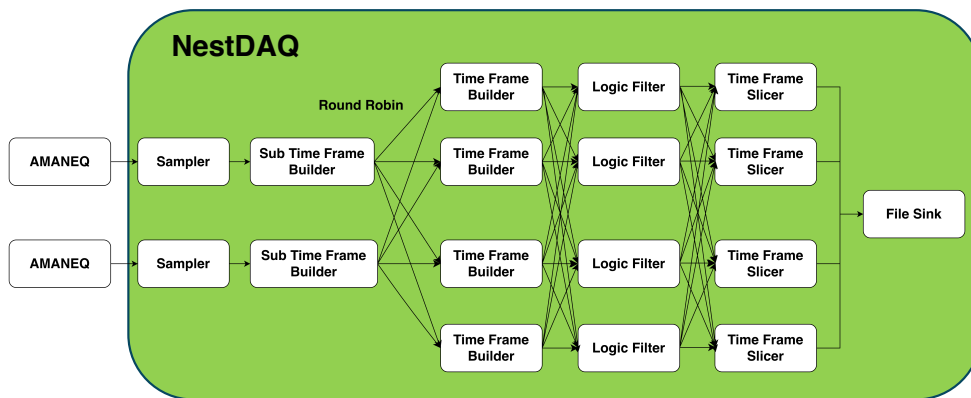 NestDAQ
Round Robin
AMANEQ
Sampler
Sub Time Frame
Builder
AMANEQ
Sampler
Sub Time Frame
Builder
Time Frame
Builder
Time Frame
Builder
Time Frame
Builder
Time Frame
Builder
Logic Filter
Logic Filter
Logic Filter
Logic Filter
Time Frame
Slicer
Time Frame
Slicer
Time Frame
Slicer
Time Frame
Slicer
File Sink